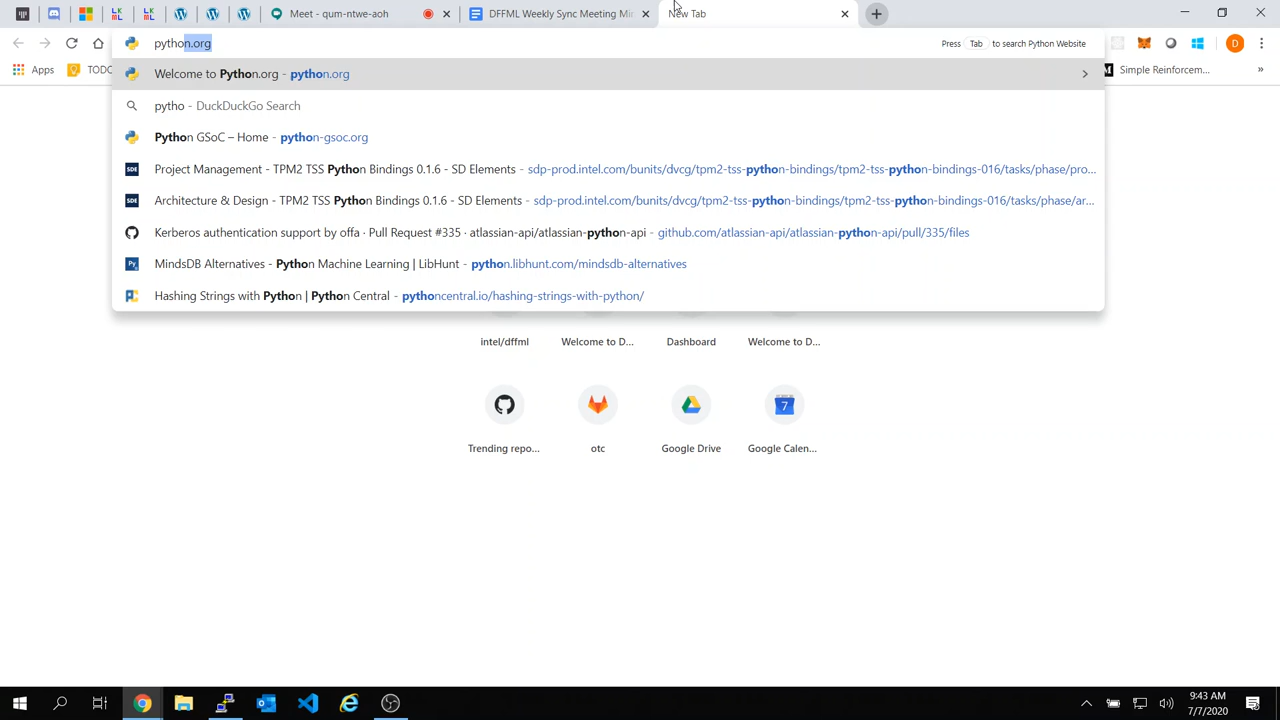 Meet - qum-ntwe-aoh
DFFML Weekly Sync Meeting Mi
New Tab
python.org
Press Tab to search Python Website
Apps
TODO
Simple Reinforcem...
»
Welcome to Python.org - python.org
pytho - DuckDuckGo Search
Python GSoC – Home - python-gsoc.org
Project Management - TPM2 TSS Python Bindings 0.1.6 - SD Elements - sdp-prod.intel.com/bunits/dvcg/tpm2-tss-python-bindings/tpm2-tss-python-bindings-016/tasks/phase/pro...
Architecture & Design - TPM2 TSS Python Bindings 0.1.6 - SD Elements - sdp-prod.intel.com/bunits/dvcg/tpm2-tss-python-bindings/tpm2-tss-python-bindings-016/tasks/phase/ar...
Kerberos authentication support by offa · Pull Request #335 · atlassian-api/atlassian-python-api - github.com/atlassian-api/atlassian-python-api/pull/335/files
MindsDB Alternatives - Python Machine Learning | LibHunt - python.libhunt.com/mindsdb-alternatives
Hashing Strings with Python | Python Central - pythoncentral.io/hashing-strings-with-python/
intel/dffml
Welcome to D...
Dashboard
Welcome to D...
Trending repo...
otc
Google Drive
Google Calen...
9:43 AM
7/7/2020